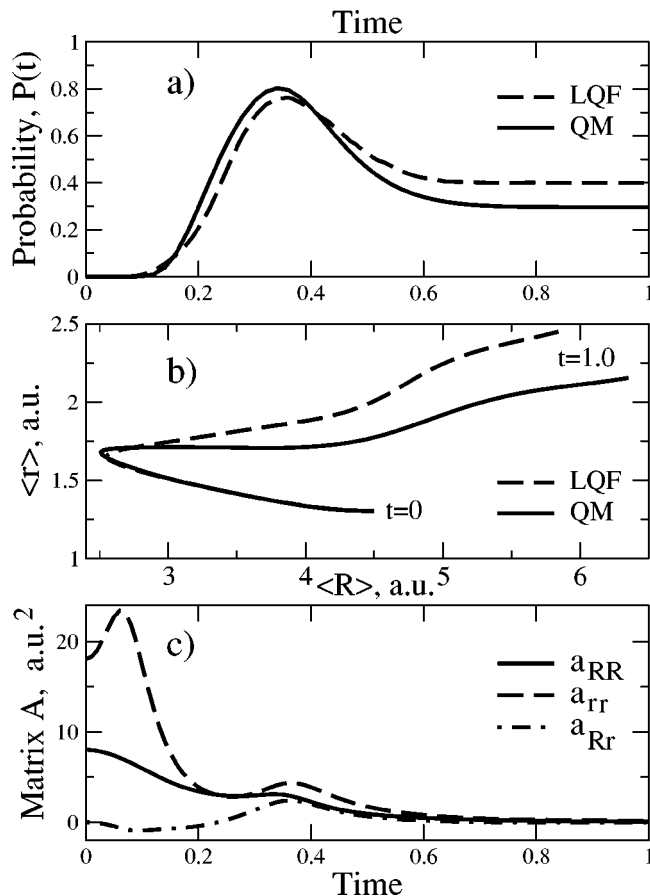 Time
a)
Probability, P(t)
1
0.8
0.6
0.4
0.2
0
LQF
QM
0 0.2 0.4 0.6 0.8 1
b)
<r>, a.u.
2.5
2
1.5
1
t=1.0
t=0
LQF
QM
3 4 5 6
<R>, a.u.
c)
Matrix A, a.u.²
20
10
0
a_RR
a_rr
a_Rr
0 0.2 0.4 0.6 0.8 1
Time